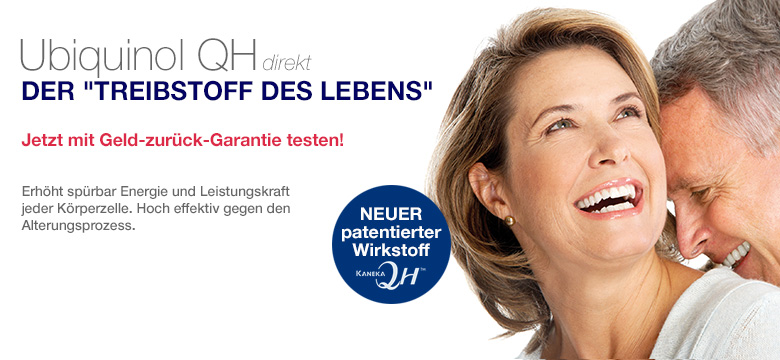 Ubiquinol QH direkt
DER "TREIBSTOFF DES LEBENS"
Jetzt mit Geld-zurück-Garantie testen!
Erhöht spürbar Energie und Leistungskraft
jeder Körperzelle. Hoch effektiv gegen den
Alterungsprozess.
NEUER
patentierter
Wirkstoff
KANEKA QH™